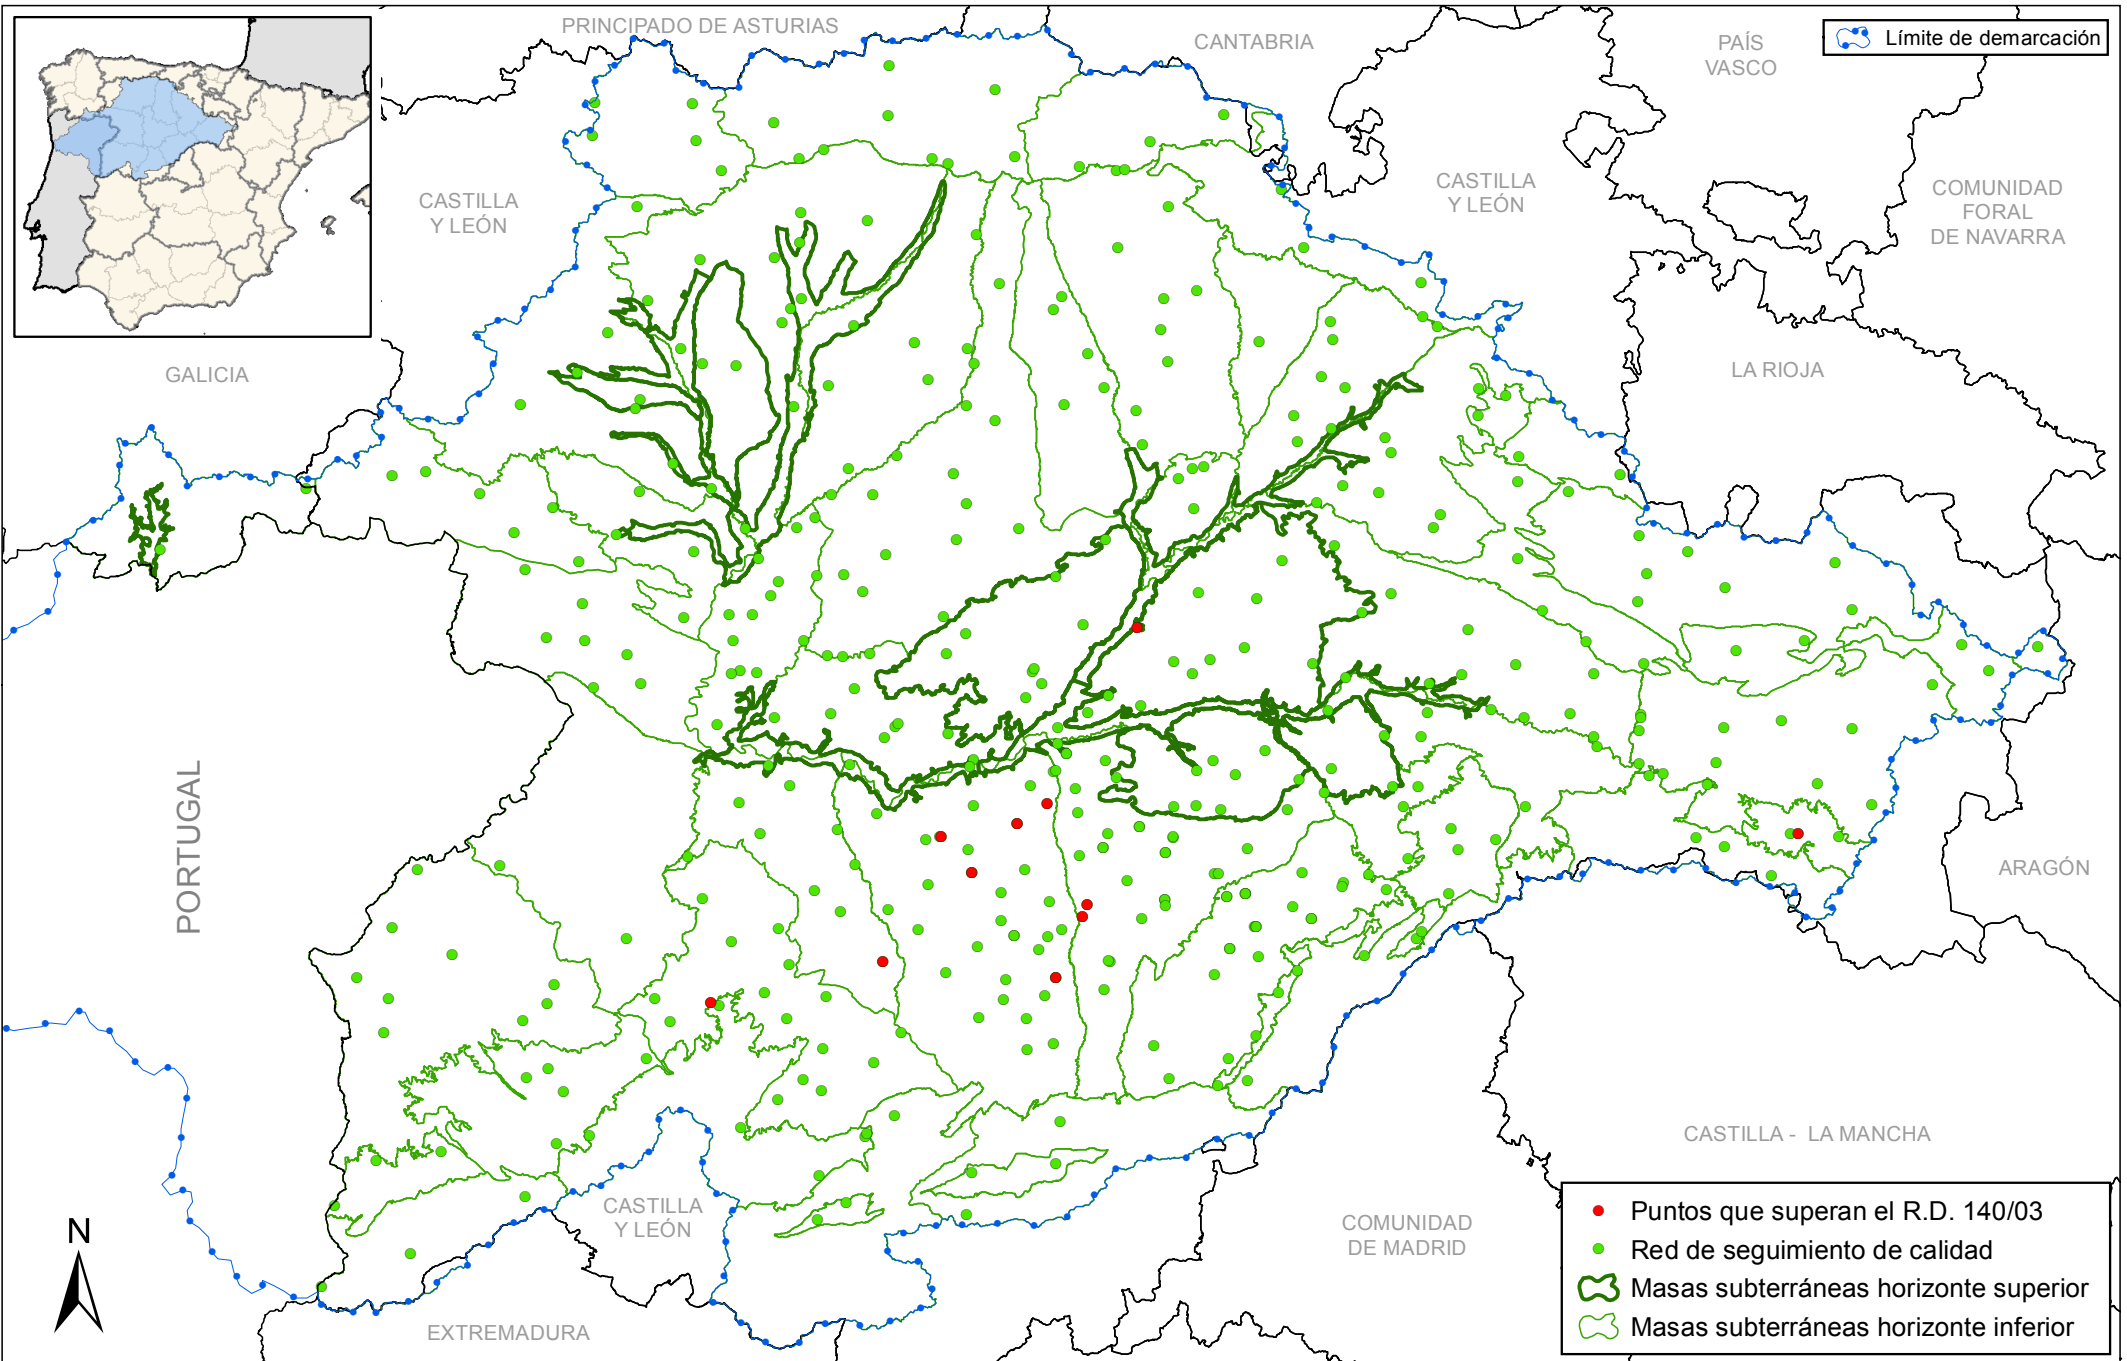 PRINCIPADO DE ASTURIAS
CANTABRIA
PAÍS
VASCO
Límite de demarcación
CASTILLA
Y LEÓN
CASTILLA
Y LEÓN
COMUNIDAD
FORAL
DE NAVARRA
GALICIA
LA RIOJA
PORTUGAL
ARAGÓN
CASTILLA - LA MANCHA
CASTILLA
Y LEÓN
COMUNIDAD
DE MADRID
EXTREMADURA
N
Puntos que superan el R.D. 140/03
Red de seguimiento de calidad
Masas subterráneas horizonte superior
Masas subterráneas horizonte inferior